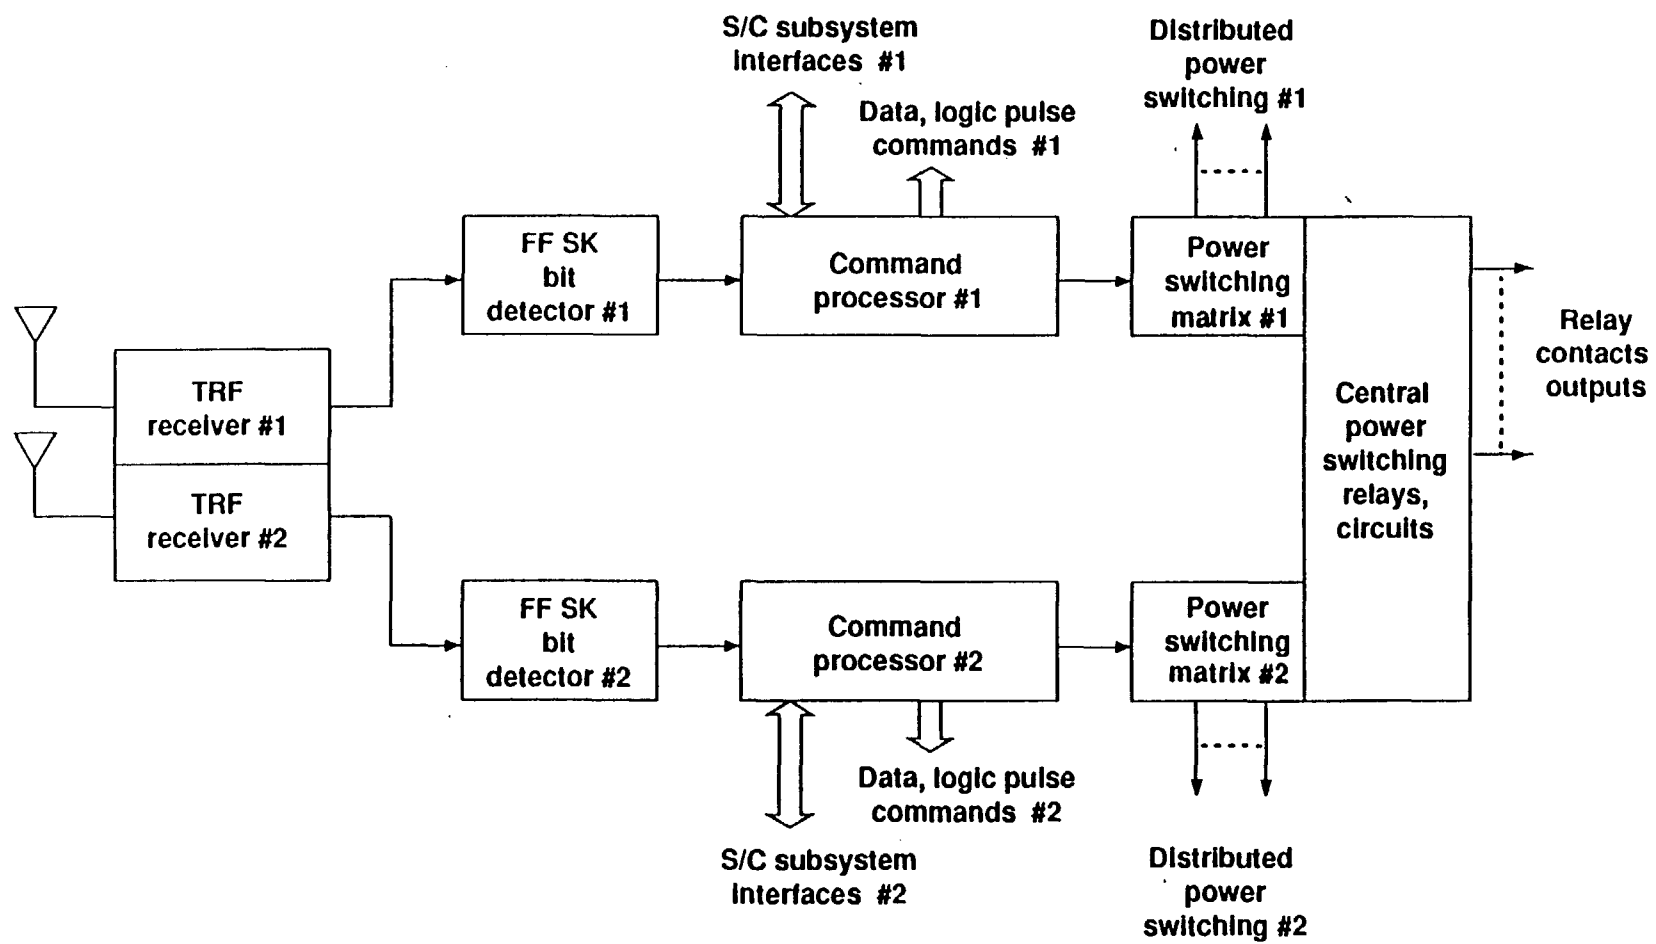 S/C subsystem
interfaces #1
Distributed
power
switching #1
Data, logic pulse
commands #1
FF SK
bit
detector #1
Command
processor #1
Power
switching
matrix #1
Relay
contacts
outputs
TRF
receiver #1
Central
power
switching
relays,
circuits
TRF
receiver #2
FF SK
bit
detector #2
Command
processor #2
Power
switching
matrix #2
Data, logic pulse
commands #2
S/C subsystem
interfaces #2
Distributed
power
switching #2